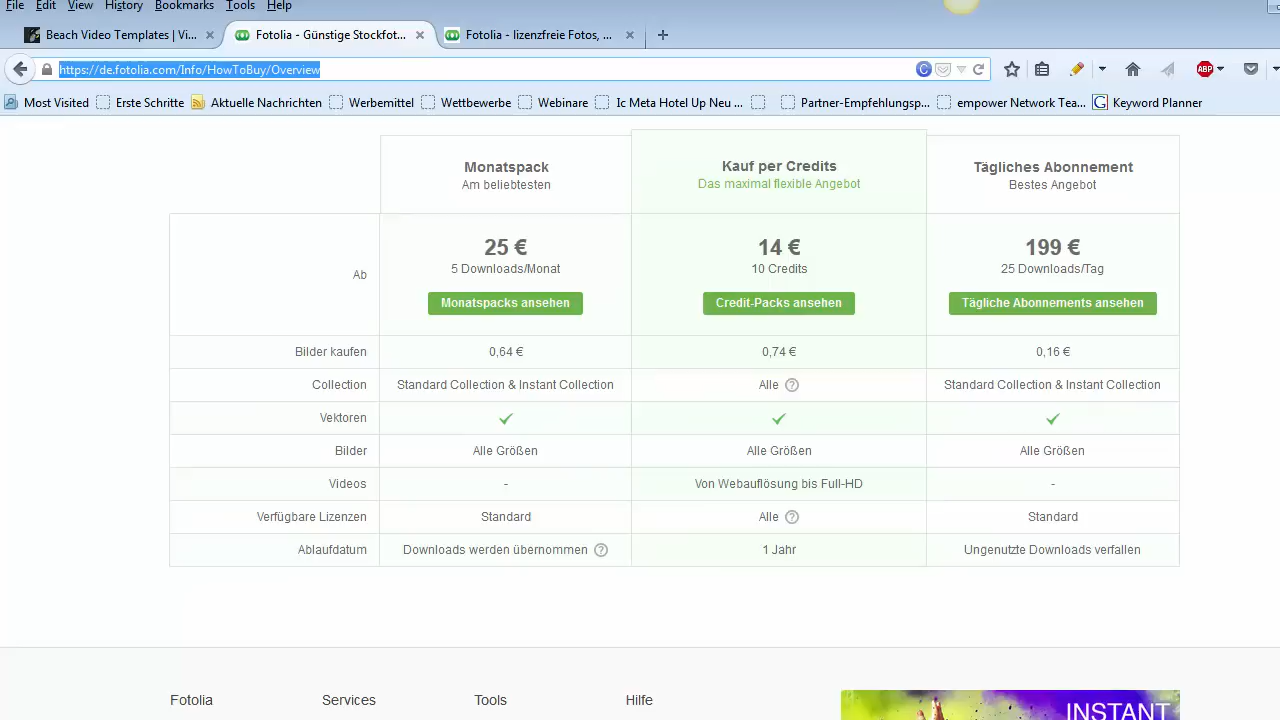 File Edit View History Bookmarks Tools Help
Beach Video Templates | Vi... × Fotolia - Günstige Stockfot... × Fotolia - lizenzfreie Fotos, ... × +
https://de.fotolia.com/Info/HowToBuy/Overview
C ABP
Most Visited Erste Schritte Aktuelle Nachrichten Werbemittel Wettbewerbe Webinare Ic Meta Hotel Up Neu ... Partner-Empfehlungsp... empower Network Tea... G Keyword Planner
Monatspack Kauf per Credits Tägliches Abonnement
Am beliebtesten Das maximal flexible Angebot Bestes Angebot
25 € 14 € 199 €
Ab 5 Downloads/Monat 10 Credits 25 Downloads/Tag
Monatspacks ansehen Credit-Packs ansehen Tägliche Abonnements ansehen
Bilder kaufen 0,64 € 0,74 € 0,16 €
Collection Standard Collection & Instant Collection Alle ? Standard Collection & Instant Collection
Vektoren
Bilder Alle Größen Alle Größen Alle Größen
Videos - Von Webauflösung bis Full-HD -
Verfügbare Lizenzen Standard Alle ? Standard
Ablaufdatum Downloads werden übernommen ? 1 Jahr Ungenutzte Downloads verfallen
Fotolia Services Tools Hilfe
INSTANT